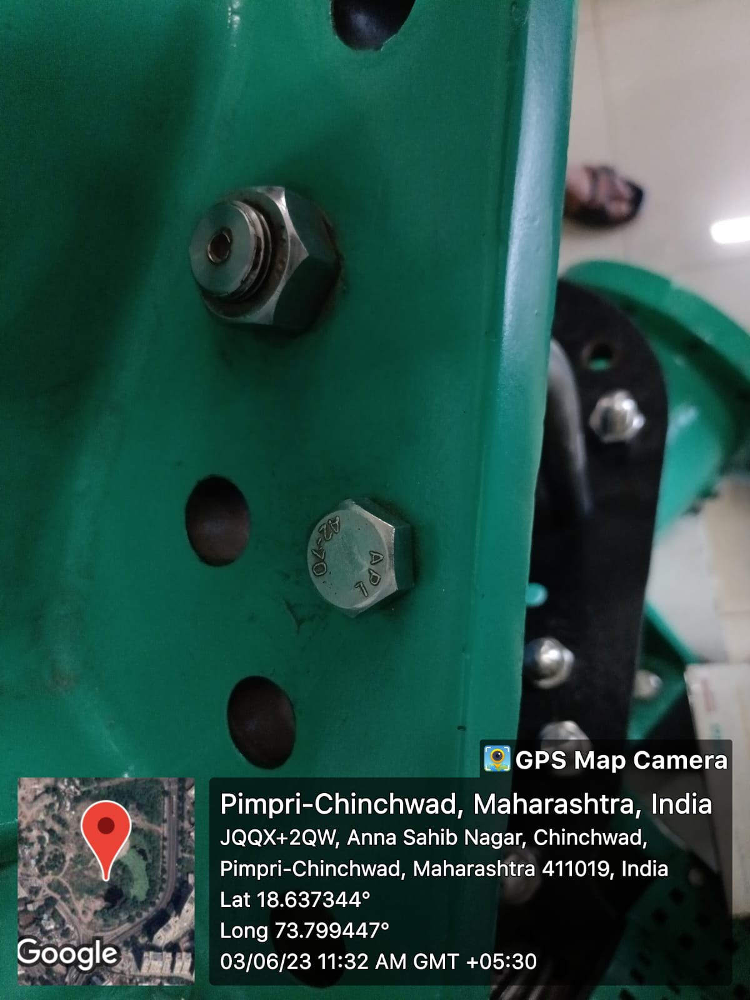 A2-70
APL
GPS Map Camera
Pimpri-Chinchwad, Maharashtra, India
JQQX+2QW, Anna Sahib Nagar, Chinchwad,
Pimpri-Chinchwad, Maharashtra 411019, India
Lat 18.637344°
Long 73.799447°
03/06/23 11:32 AM GMT +05:30
Google